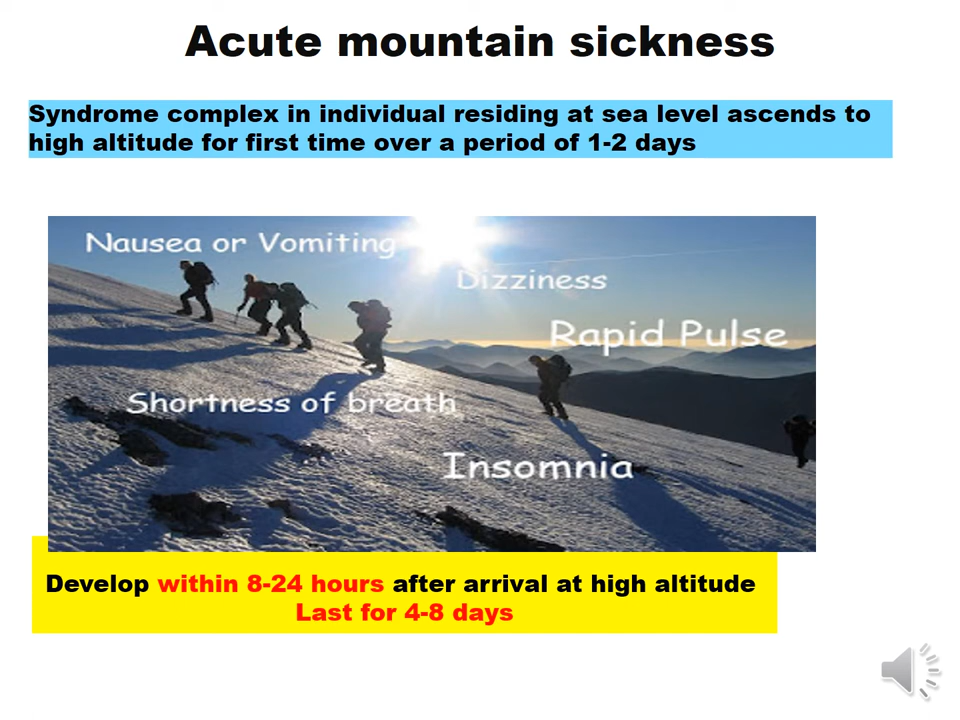 Acute mountain sickness
Syndrome complex in individual residing at sea level ascends to
high altitude for first time over a period of 1-2 days
Nausea or Vomiting
Dizziness
Rapid Pulse
Shortness of breath
Insomnia
Develop within 8-24 hours after arrival at high altitude
Last for 4-8 days